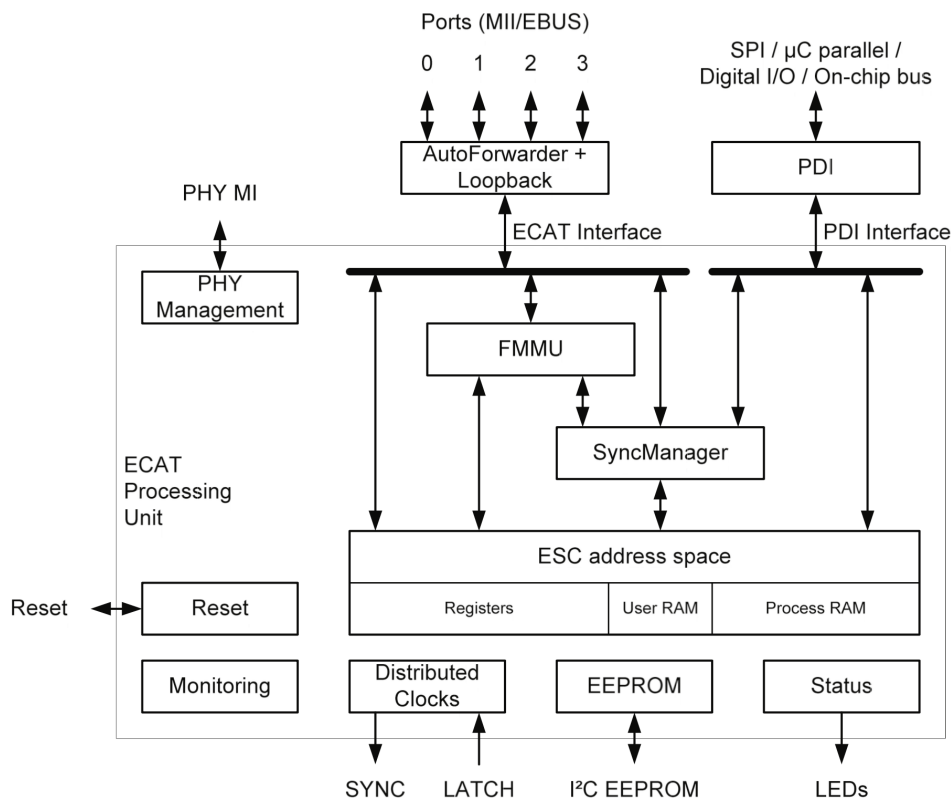 Ports (MII/EBUS)
0 1 2 3
SPI / µC parallel /
Digital I/O / On-chip bus
AutoForwarder +
Loopback
PDI
PHY MI
ECAT Interface
PDI Interface
PHY
Management
FMMU
SyncManager
ECAT
Processing
Unit
ESC address space
Reset
Reset
Registers
User RAM
Process RAM
Monitoring
Distributed
Clocks
EEPROM
Status
SYNC
LATCH
I²C EEPROM
LEDs